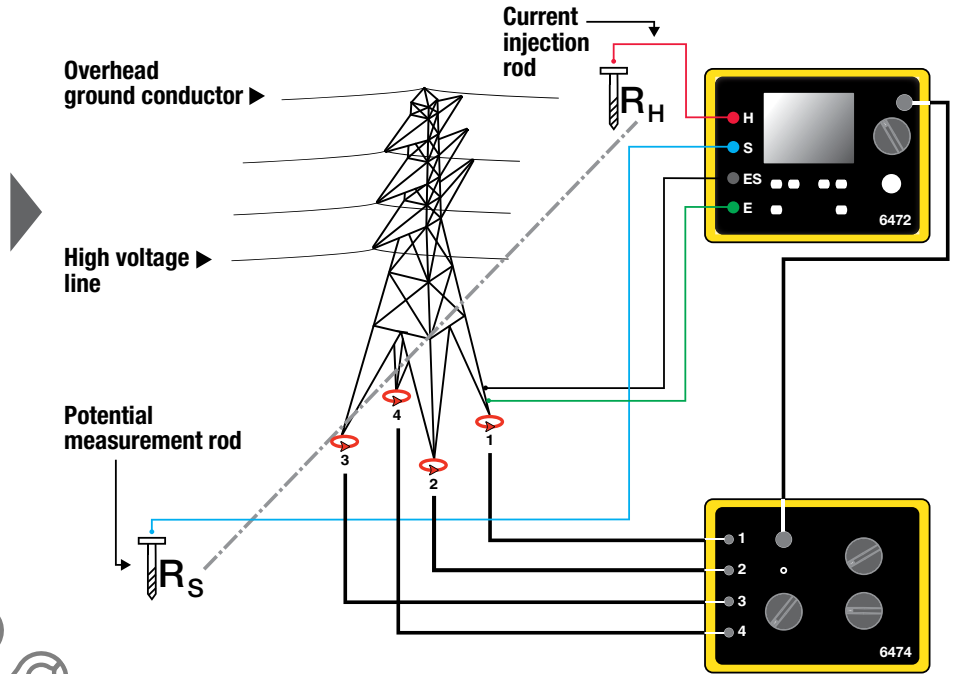 Current
injection
rod
Overhead
ground conductor ▶
R H
H
S
ES
E
6472
High voltage ▶
line
Potential
measurement rod
4
1
3
2
R S
1
2
3
4
6474